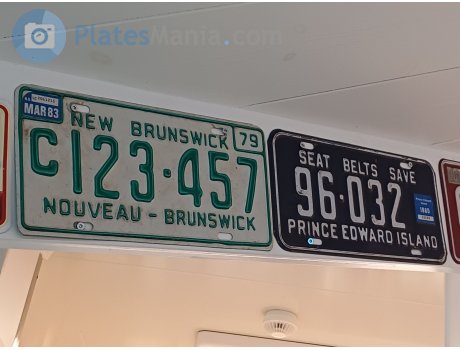 PlatesMania.com
MAR 83
NEW BRUNSWICK 79
C123·457
NOUVEAU - BRUNSWICK
SEAT BELTS SAVE
96·032
1980
PRINCE EDWARD ISLAND